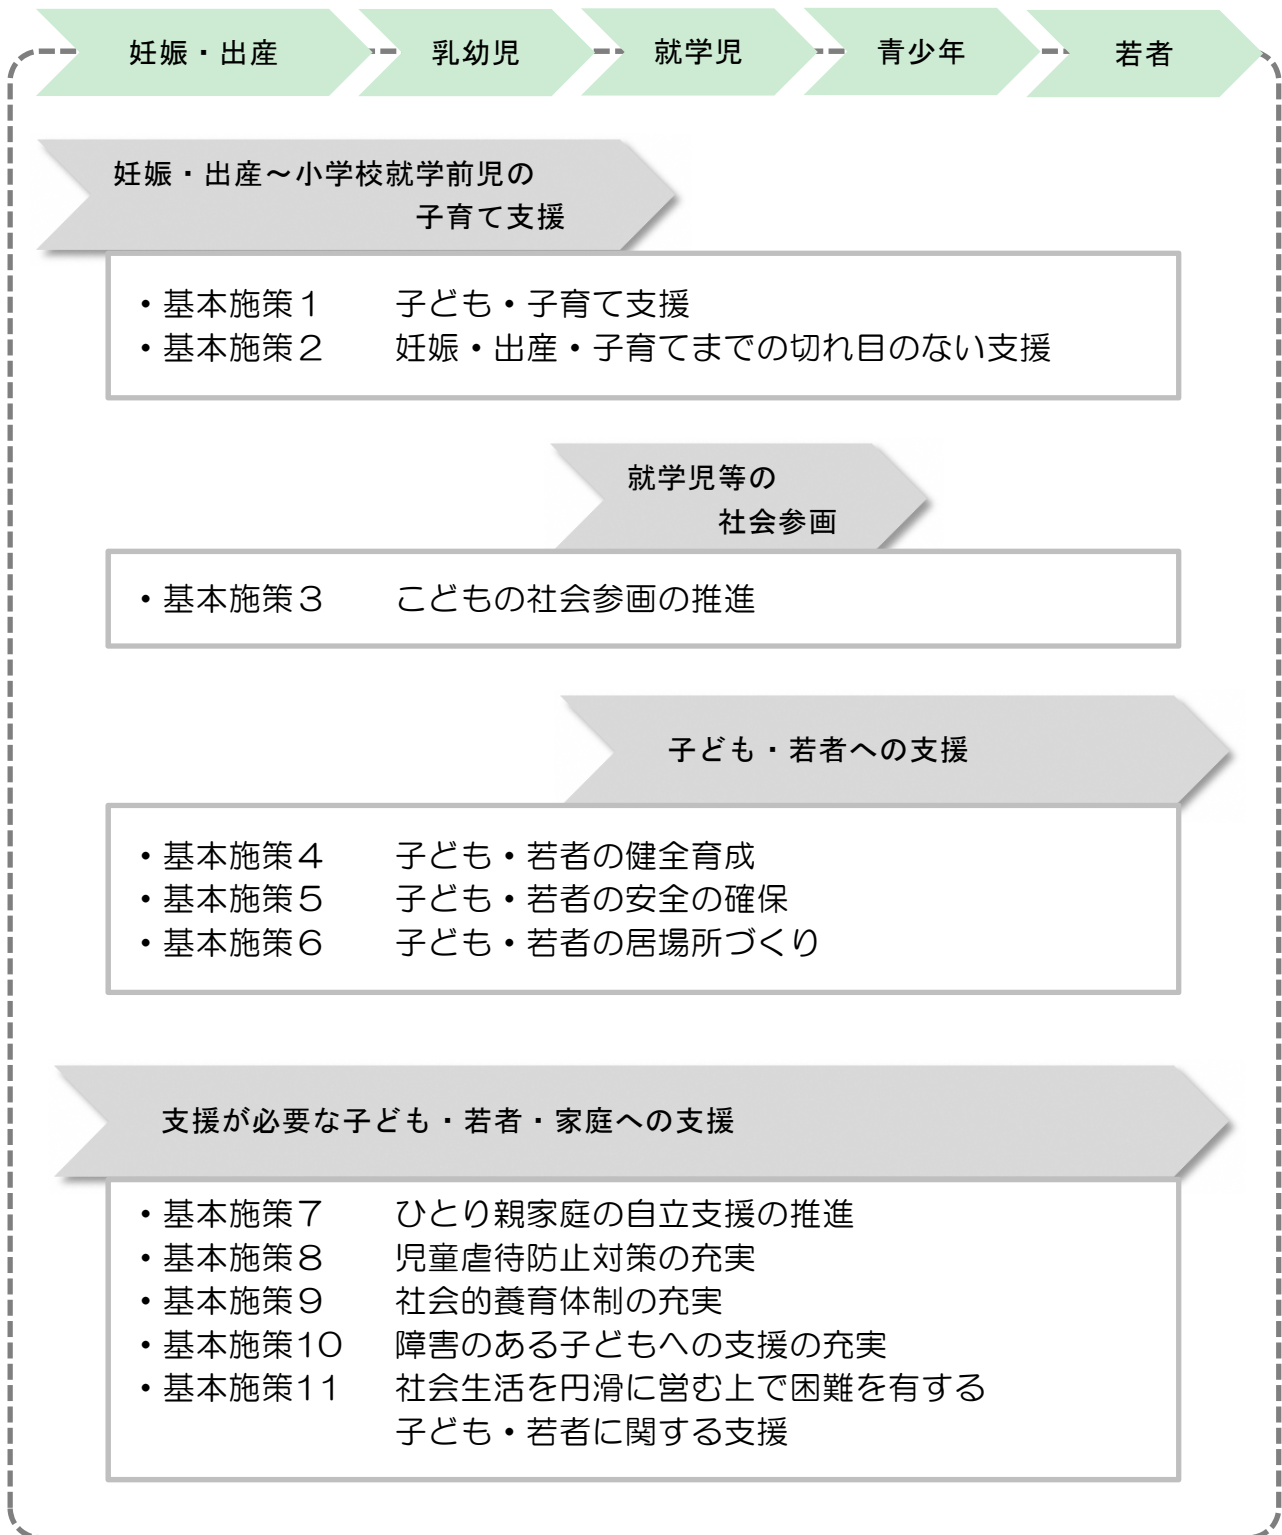 妊娠・出産
乳幼児
就学児
青少年
若者
妊娠・出産～小学校就学前児の
子育て支援
・基本施策１　　子ども・子育て支援
・基本施策２　　妊娠・出産・子育てまでの切れ目のない支援
就学児等の
社会参画
・基本施策３　　こどもの社会参画の推進
子ども・若者への支援
・基本施策４　　子ども・若者の健全育成
・基本施策５　　子ども・若者の安全の確保
・基本施策６　　子ども・若者の居場所づくり
支援が必要な子ども・若者・家庭への支援
・基本施策７　　ひとり親家庭の自立支援の推進
・基本施策８　　児童虐待防止対策の充実
・基本施策９　　社会的養育体制の充実
・基本施策10　　障害のある子どもへの支援の充実
・基本施策11　　社会生活を円滑に営む上で困難を有する
子ども・若者に関する支援